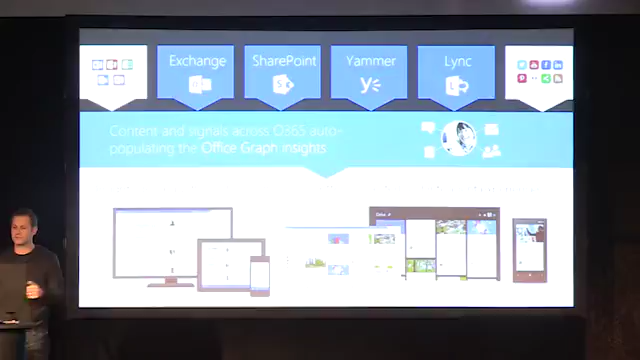 Exchange
SharePoint
Yammer
Lync
Content and signals across O365 auto-
populating the Office Graph insights